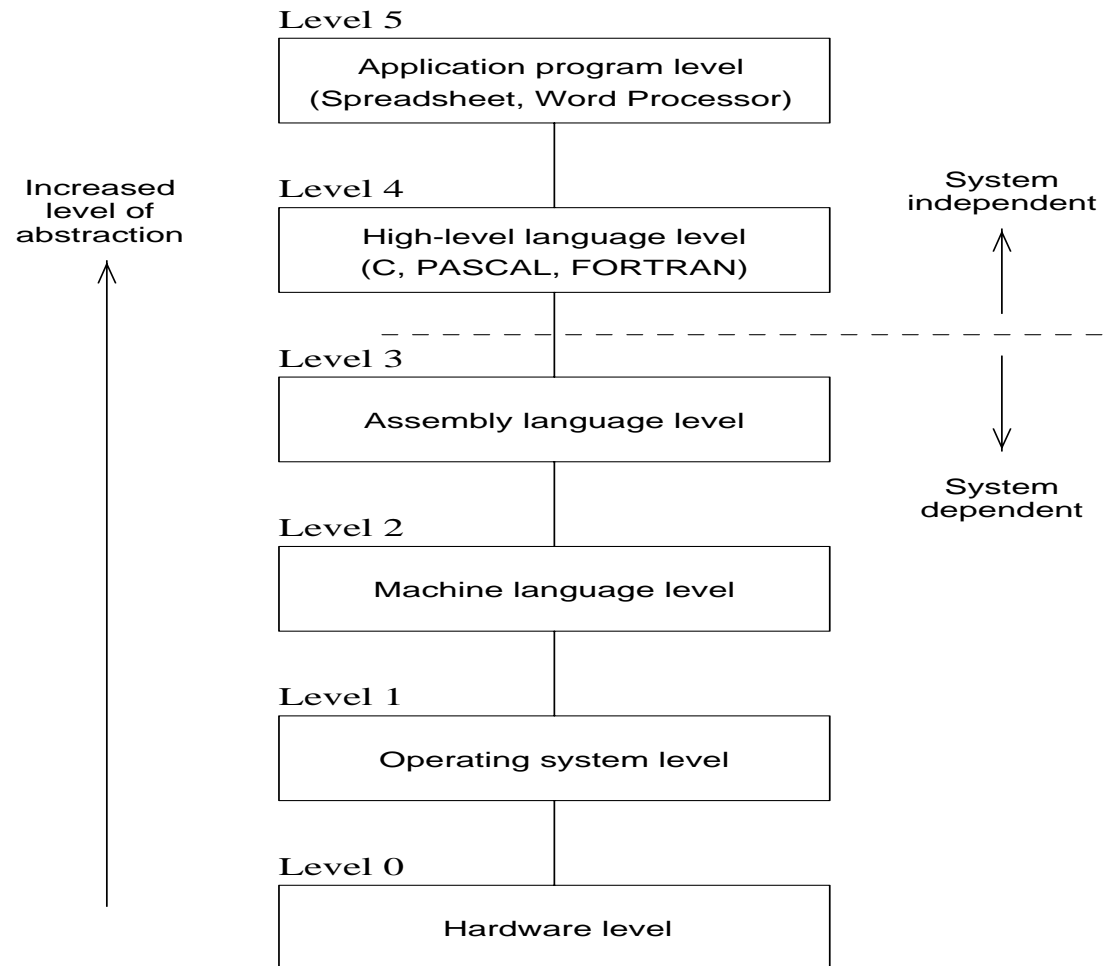 Level 5
Application program level
(Spreadsheet, Word Processor)
Increased
level of
abstraction
Level 4
High-level language level
(C, PASCAL, FORTRAN)
System
independent
Level 3
Assembly language level
System
dependent
Level 2
Machine language level
Level 1
Operating system level
Level 0
Hardware level